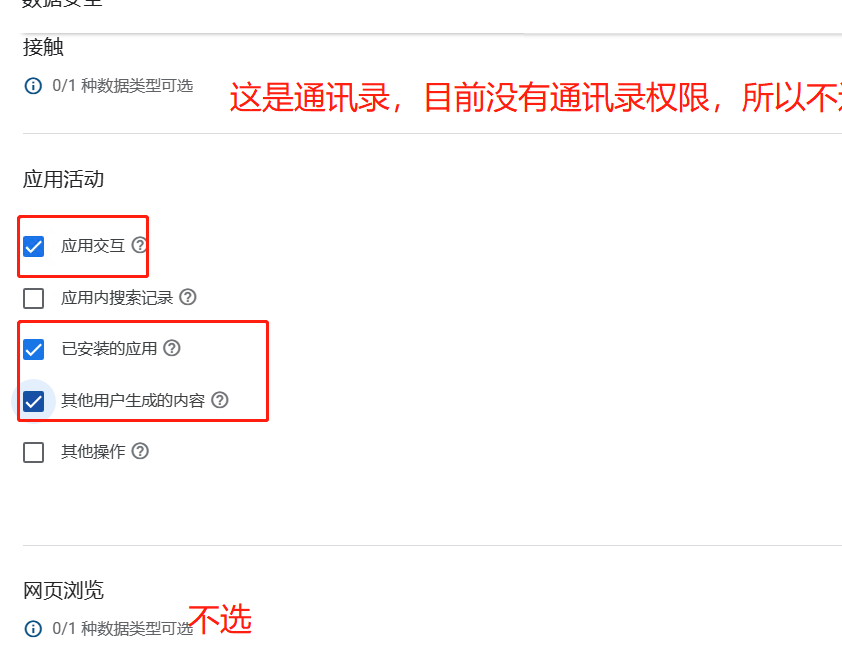 数据安全
接触
0/1 种数据类型可选
这是通讯录，目前没有通讯录权限，所以不
应用活动
应用交互
应用内搜索记录
已安装的应用
其他用户生成的内容
其他操作
网页浏览
0/1 种数据类型可选
不选